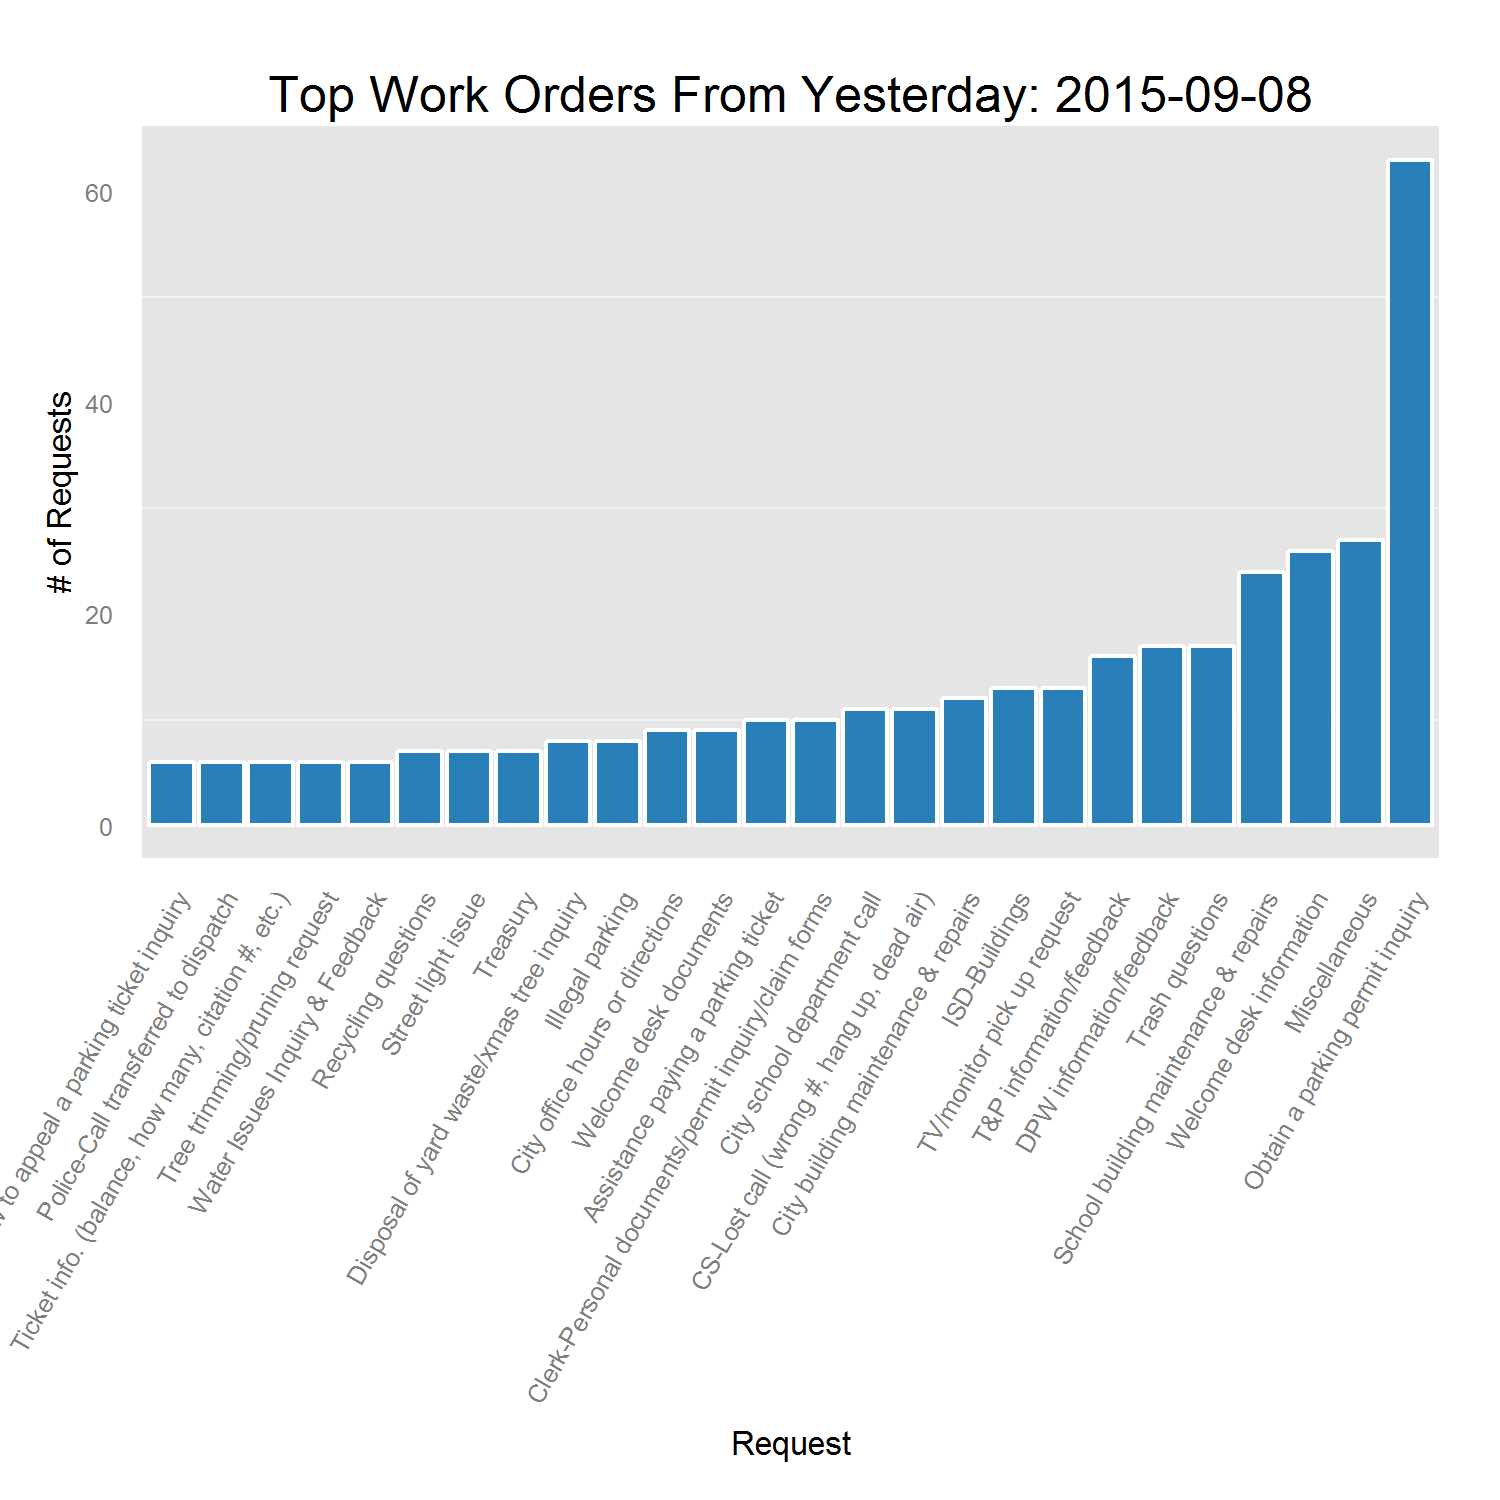 Top Work Orders From Yesterday: 2015-09-08
# of Requests
60
40
20
0
to appeal a parking ticket inquiry
Police-Call transferred to dispatch
Ticket info. (balance, how many, citation #, etc.)
Tree trimming/pruning request
Water Issues Inquiry & Feedback
Recycling questions
Street light issue
Treasury
Disposal of yard waste/xmas tree inquiry
Illegal parking
City office hours or directions
Welcome desk documents
Assistance paying a parking ticket
Clerk-Personal documents/permit inquiry/claim forms
City school department call
CS-Lost call (wrong #, hang up, dead air)
City building maintenance & repairs
ISD-Buildings
TV/monitor pick up request
T&P information/feedback
DPW information/feedback
Trash questions
School building maintenance & repairs
Welcome desk information
Miscellaneous
Obtain a parking permit inquiry
Request